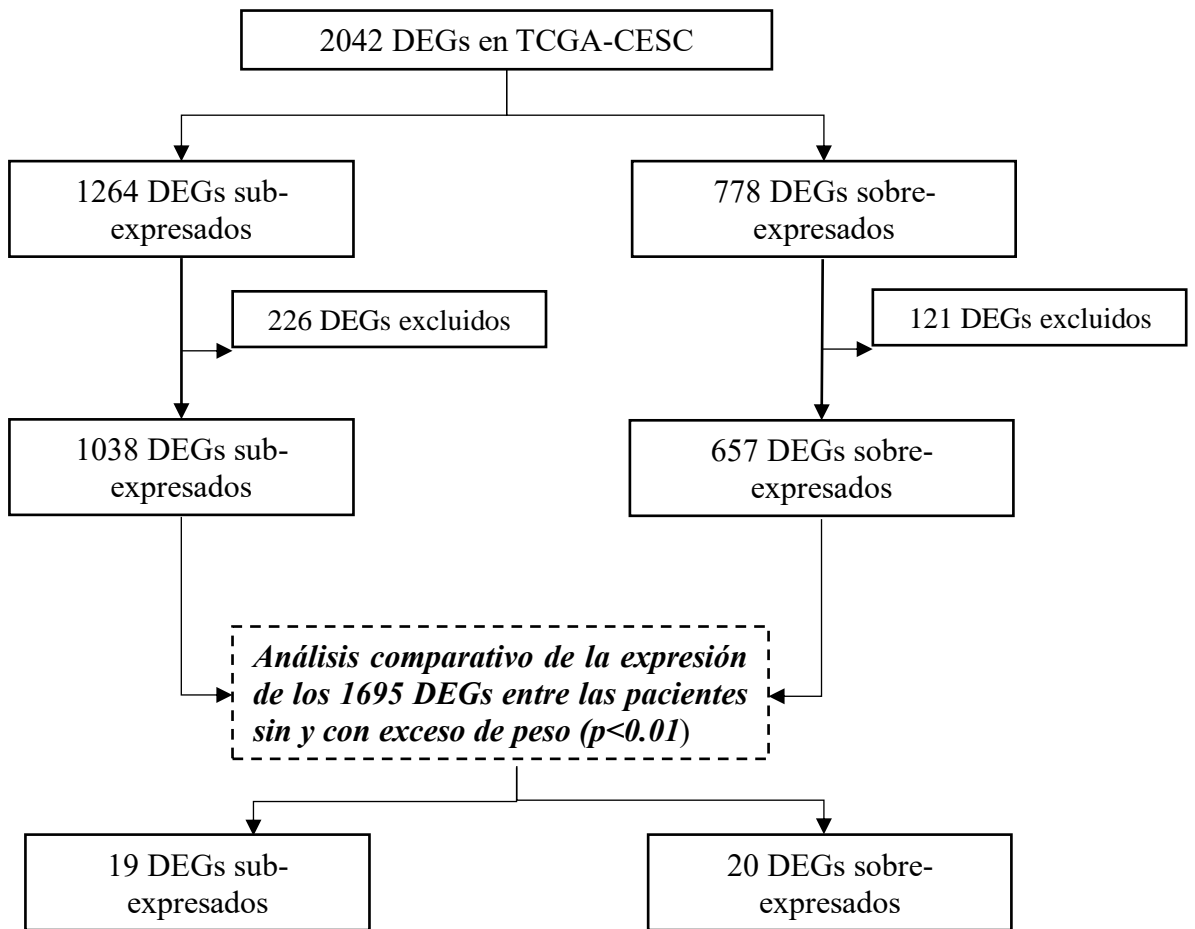 2042 DEGs en TCGA-CESC
1264 DEGs sub-
expresados
778 DEGs sobre-
expresados
226 DEGs excluidos
121 DEGs excluidos
1038 DEGs sub-
expresados
657 DEGs sobre-
expresados
Análisis comparativo de la expresión
de los 1695 DEGs entre las pacientes
sin y con exceso de peso (p<0.01)
19 DEGs sub-
expresados
20 DEGs sobre-
expresados